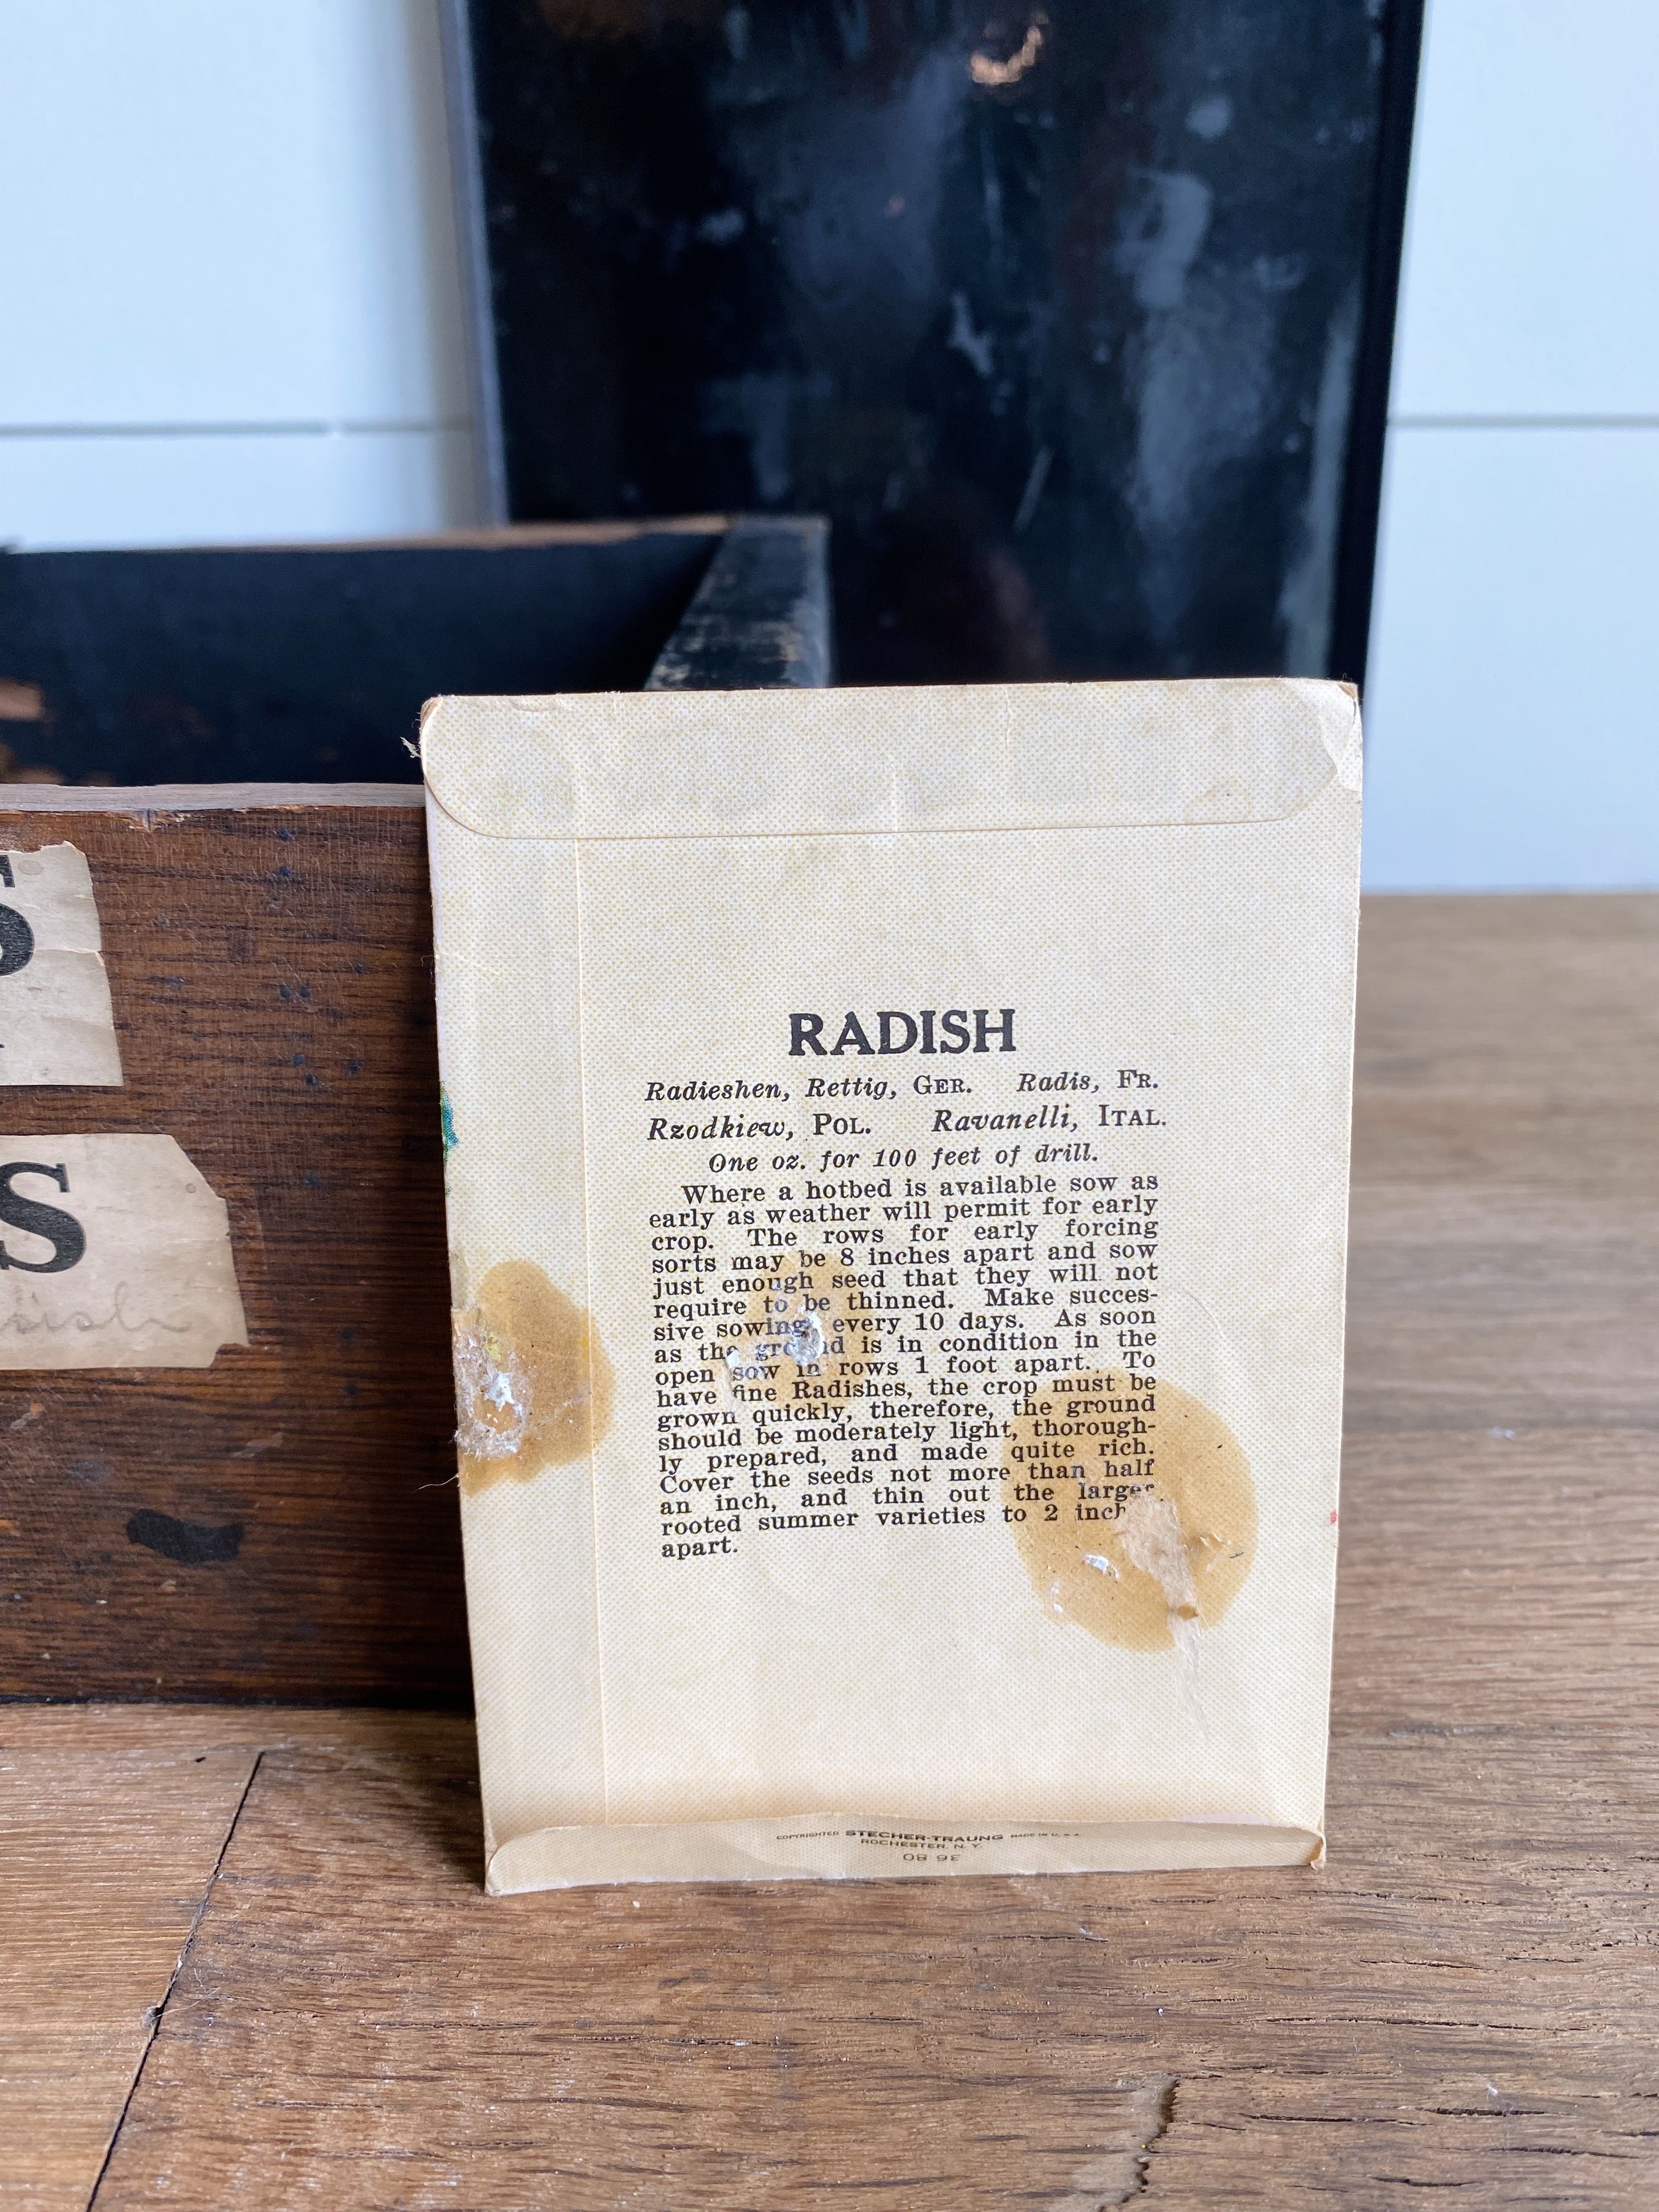 S
S
RADISH
Radieshen, Rettig, GER. Radis, FR.
Rzodkiew, POL. Ravanelli, ITAL.
One oz. for 100 feet of drill.
Where a hotbed is available sow as
early as weather will permit for early
crop. The rows for early forcing
sorts may be 8 inches apart and sow
just enough seed that they will not
require to be thinned. Make succes-
sive sowing every 10 days. As soon
as the ground is in condition in the
open sow in rows 1 foot apart. To
have fine Radishes, the crop must be
grown quickly, therefore, the ground
should be moderately light, thorough-
ly prepared, and made quite rich.
Cover the seeds not more than half
an inch, and thin out the larger
rooted summer varieties to 2 inch
apart.
COPYRIGHTED STECHER-TRAUNG MADE IN U.S.A.
ROCHESTER, N. Y.